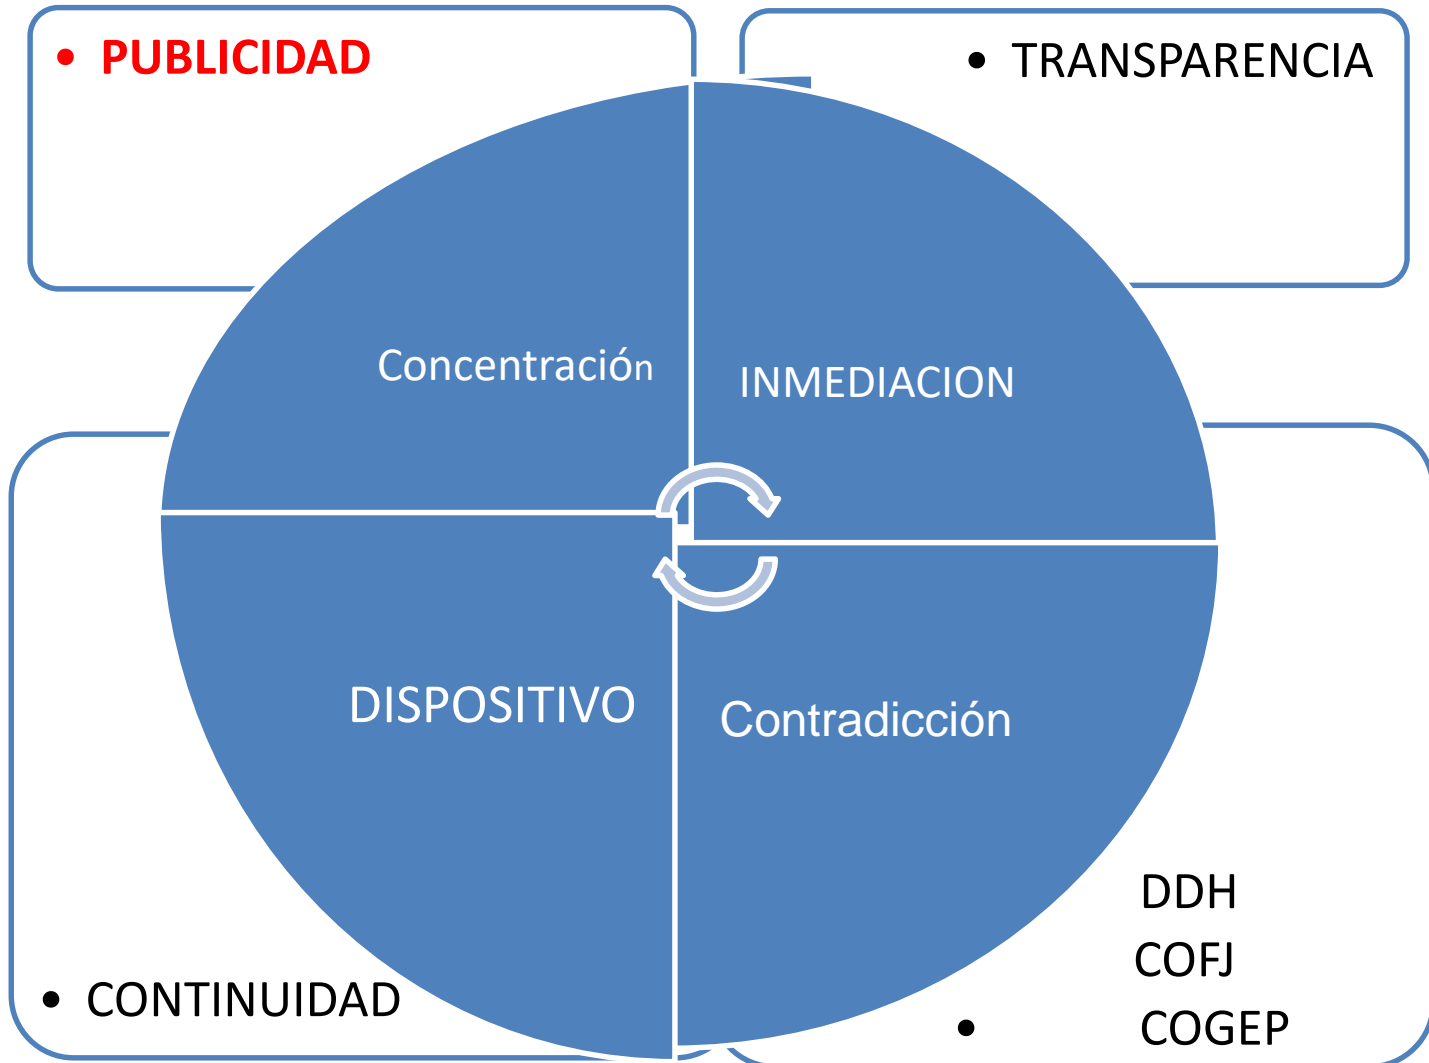 • PUBLICIDAD
• TRANSPARENCIA
Concentración
INMEDIACION
DISPOSITIVO
Contradicción
• CONTINUIDAD
DDH
COFJ
• COGEP